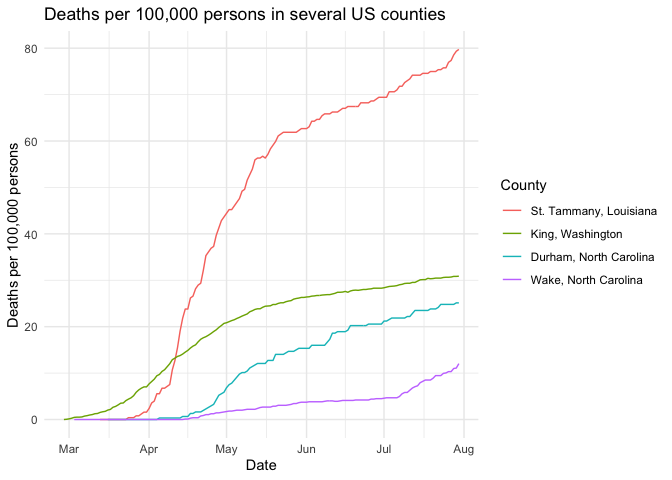 Deaths per 100,000 persons in several US counties
Deaths per 100,000 persons
80
60
40
20
0
Mar Apr May Jun Jul Aug
Date
County
St. Tammany, Louisiana
King, Washington
Durham, North Carolina
Wake, North Carolina